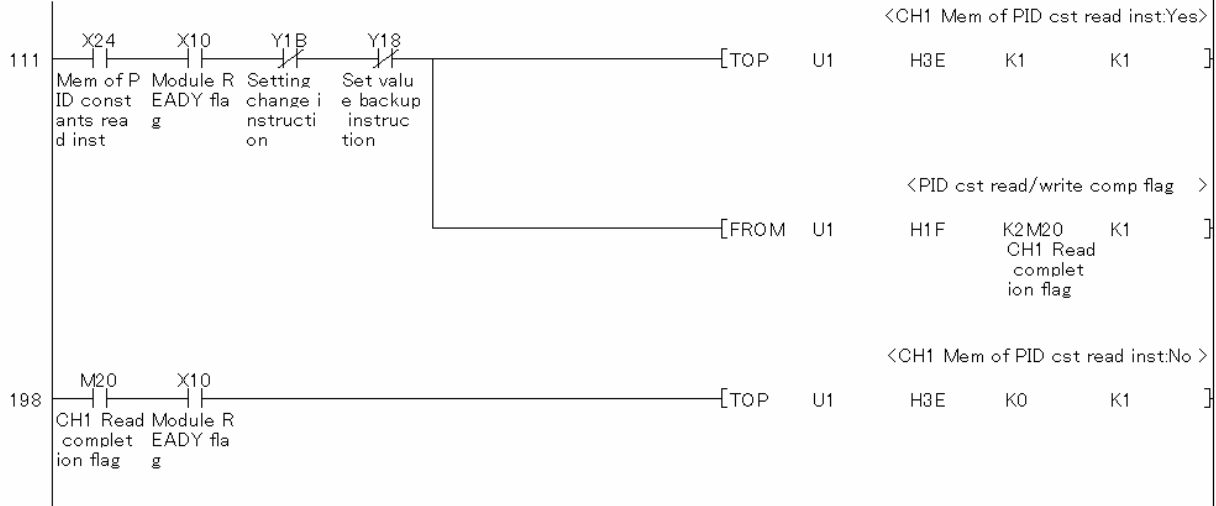 <CH1 Mem of PID cst read inst:Yes>
X24 X10 Y1B Y18
111 [TOP U1 H3E K1 K1 ]
Mem of P Module R Setting Set valu
ID const EADY fla change i e backup
ants rea g nstructi instruc
d inst on tion
<PID cst read/write comp flag >
[FROM U1 H1F K2M20 K1 ]
CH1 Read
complet
ion flag
<CH1 Mem of PID cst read inst:No >
M20 X10
198 [TOP U1 H3E K0 K1 ]
CH1 Read Module R
complet EADY fla
ion flag g